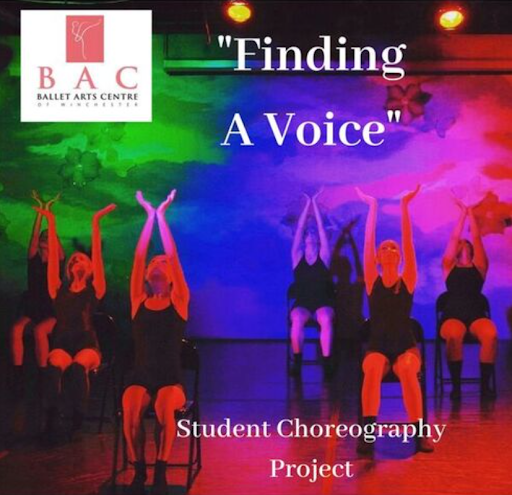 BAC
BALLET ARTS CENTRE
OF WINCHESTER
"Finding
A Voice"
Student Choreography
Project